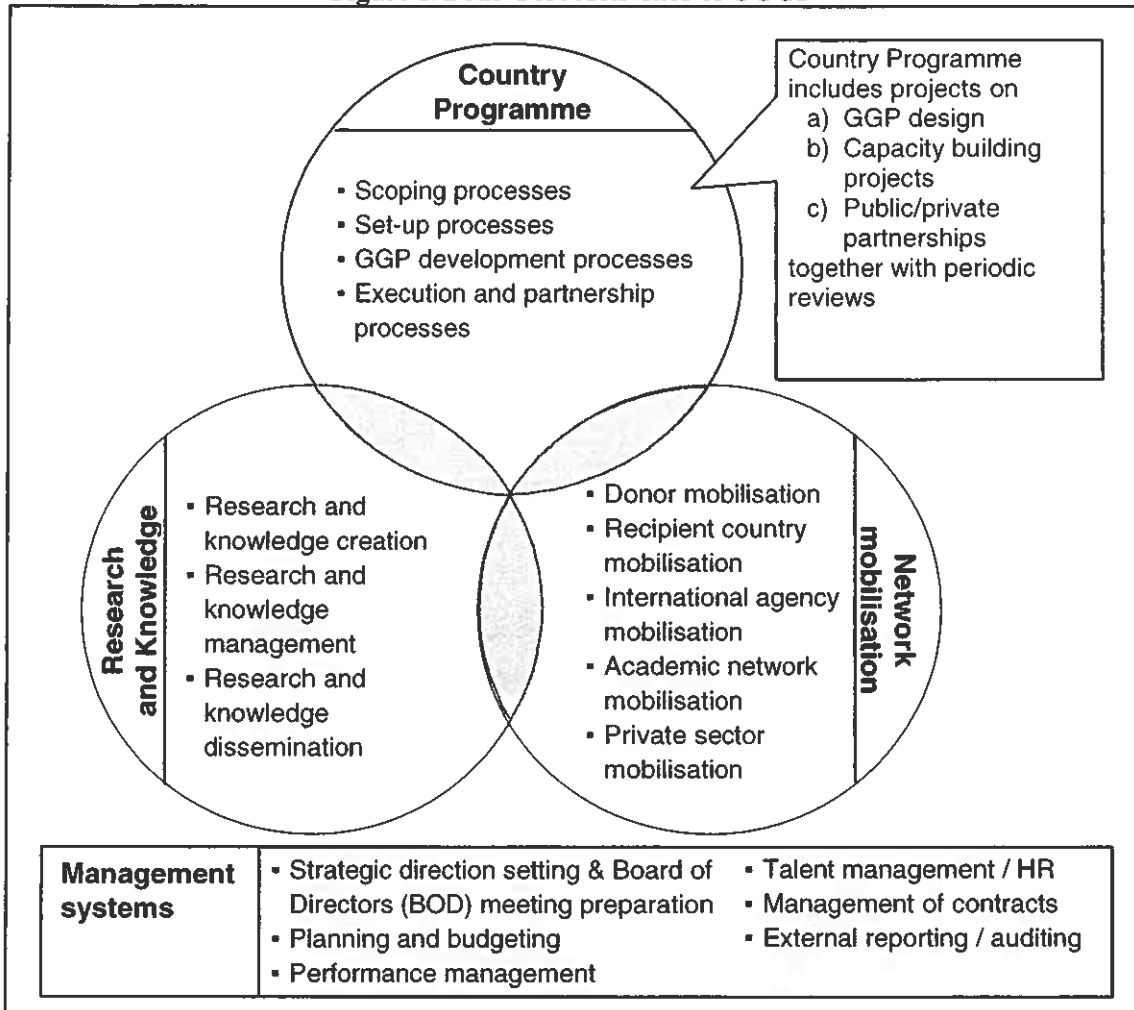 Country
Programme
▪ Scoping processes
▪ Set-up processes
▪ GGP development processes
▪ Execution and partnership
processes
Country Programme
includes projects on
a) GGP design
b) Capacity building
projects
c) Public/private
partnerships
together with periodic
reviews
Research
and Knowledge
▪ Research and
knowledge creation
▪ Research and
knowledge
management
▪ Research and
knowledge
dissemination
▪ Donor mobilisation
▪ Recipient country
mobilisation
▪ International agency
mobilisation
▪ Academic network
mobilisation
▪ Private sector
mobilisation
Network
mobilisation
Management
systems
▪ Strategic direction setting & Board of
Directors (BOD) meeting preparation
▪ Planning and budgeting
▪ Performance management
▪ Talent management / HR
▪ Management of contracts
▪ External reporting / auditing